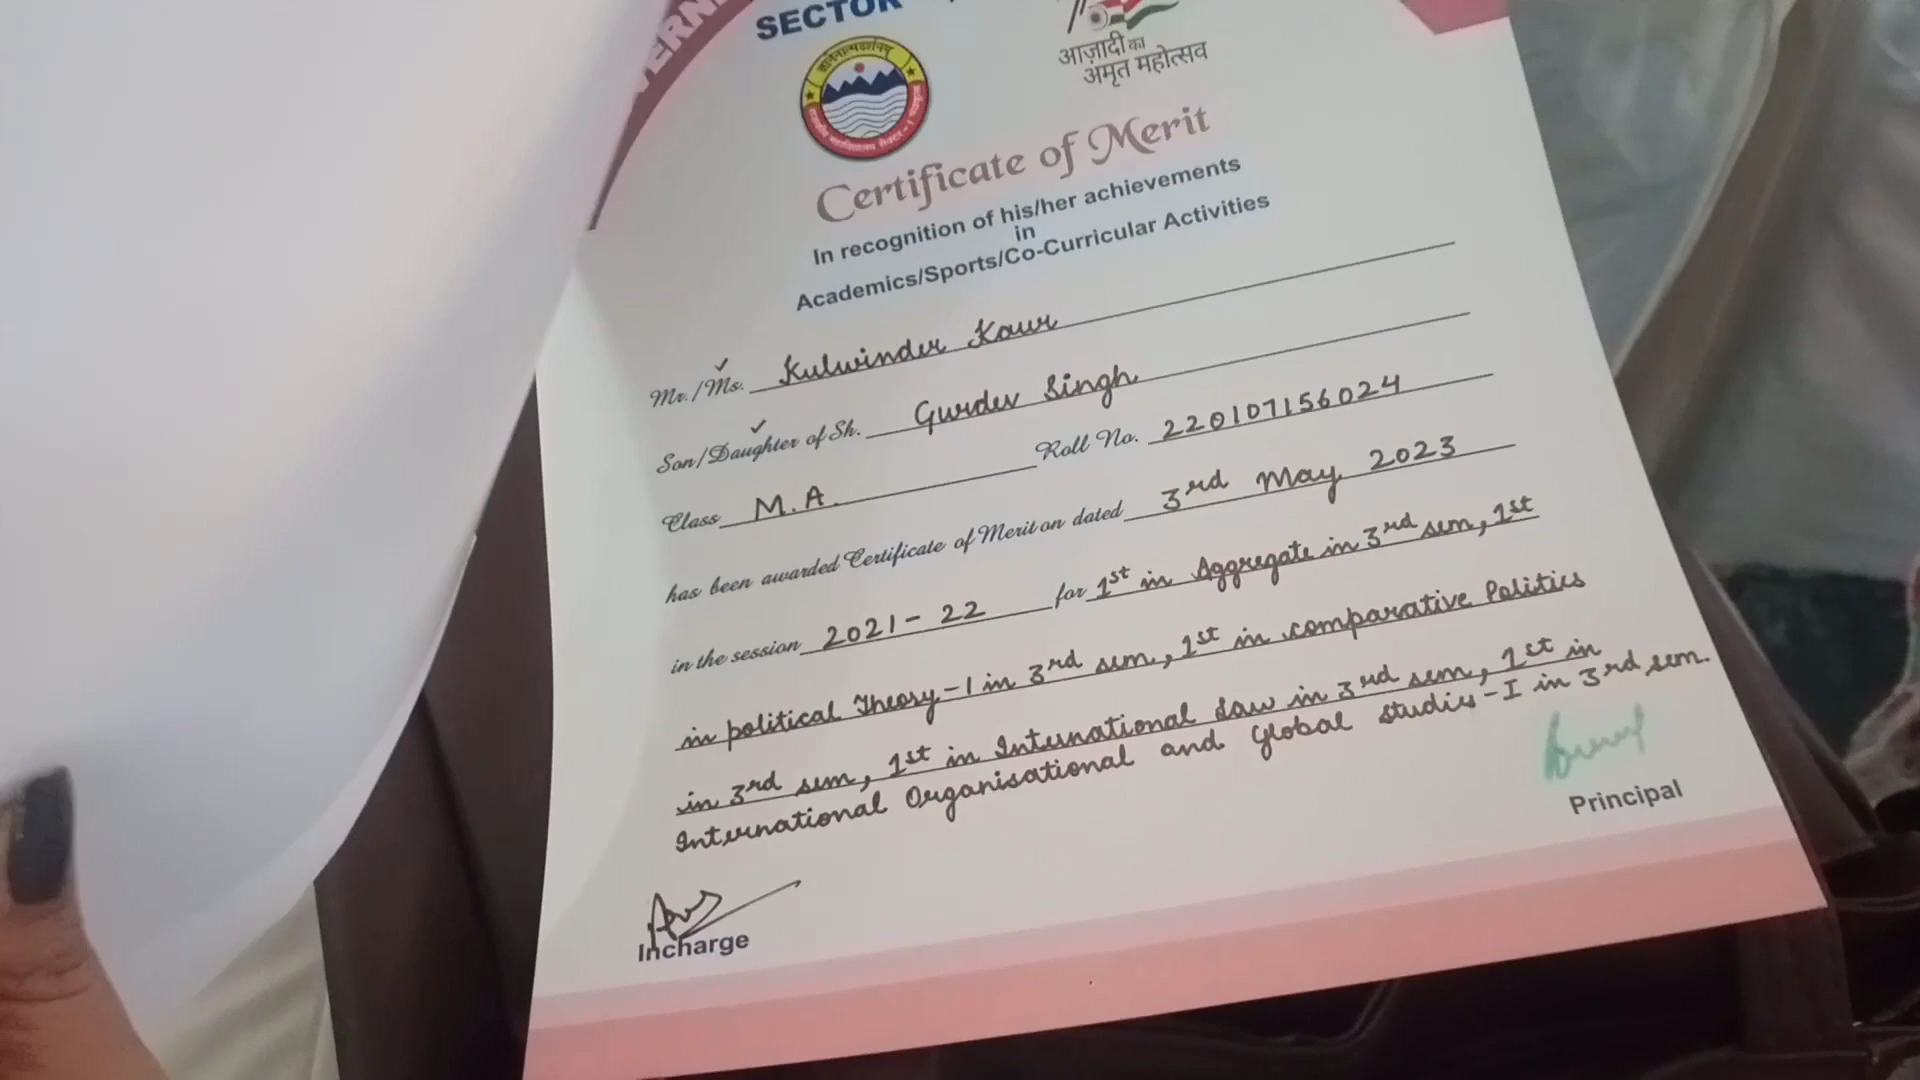 VERN
SECTOR
ज्ञानेनात्मदर्शनम्
आज़ादी का
अमृत महोत्सव
Certificate of Merit
In recognition of his/her achievements
in
Academics/Sports/Co-Curricular Activities
Mr./Ms. Kulwinder Kaur
Son/Daughter of Sh. Gurdev Singh
Class M.A. Roll No. 220107156024
has been awarded Certificate of Merit on dated 3rd May 2023
in the session 2021-22 for 1st in Aggregate in 3rd sem, 1st
in political Theory-I in 3rd sem, 1st in comparative Politics
in 3rd sem, 1st in International Law in 3rd sem, 1st in
International Organisational and Global Studies-I in 3rd sem.
Principal
Incharge